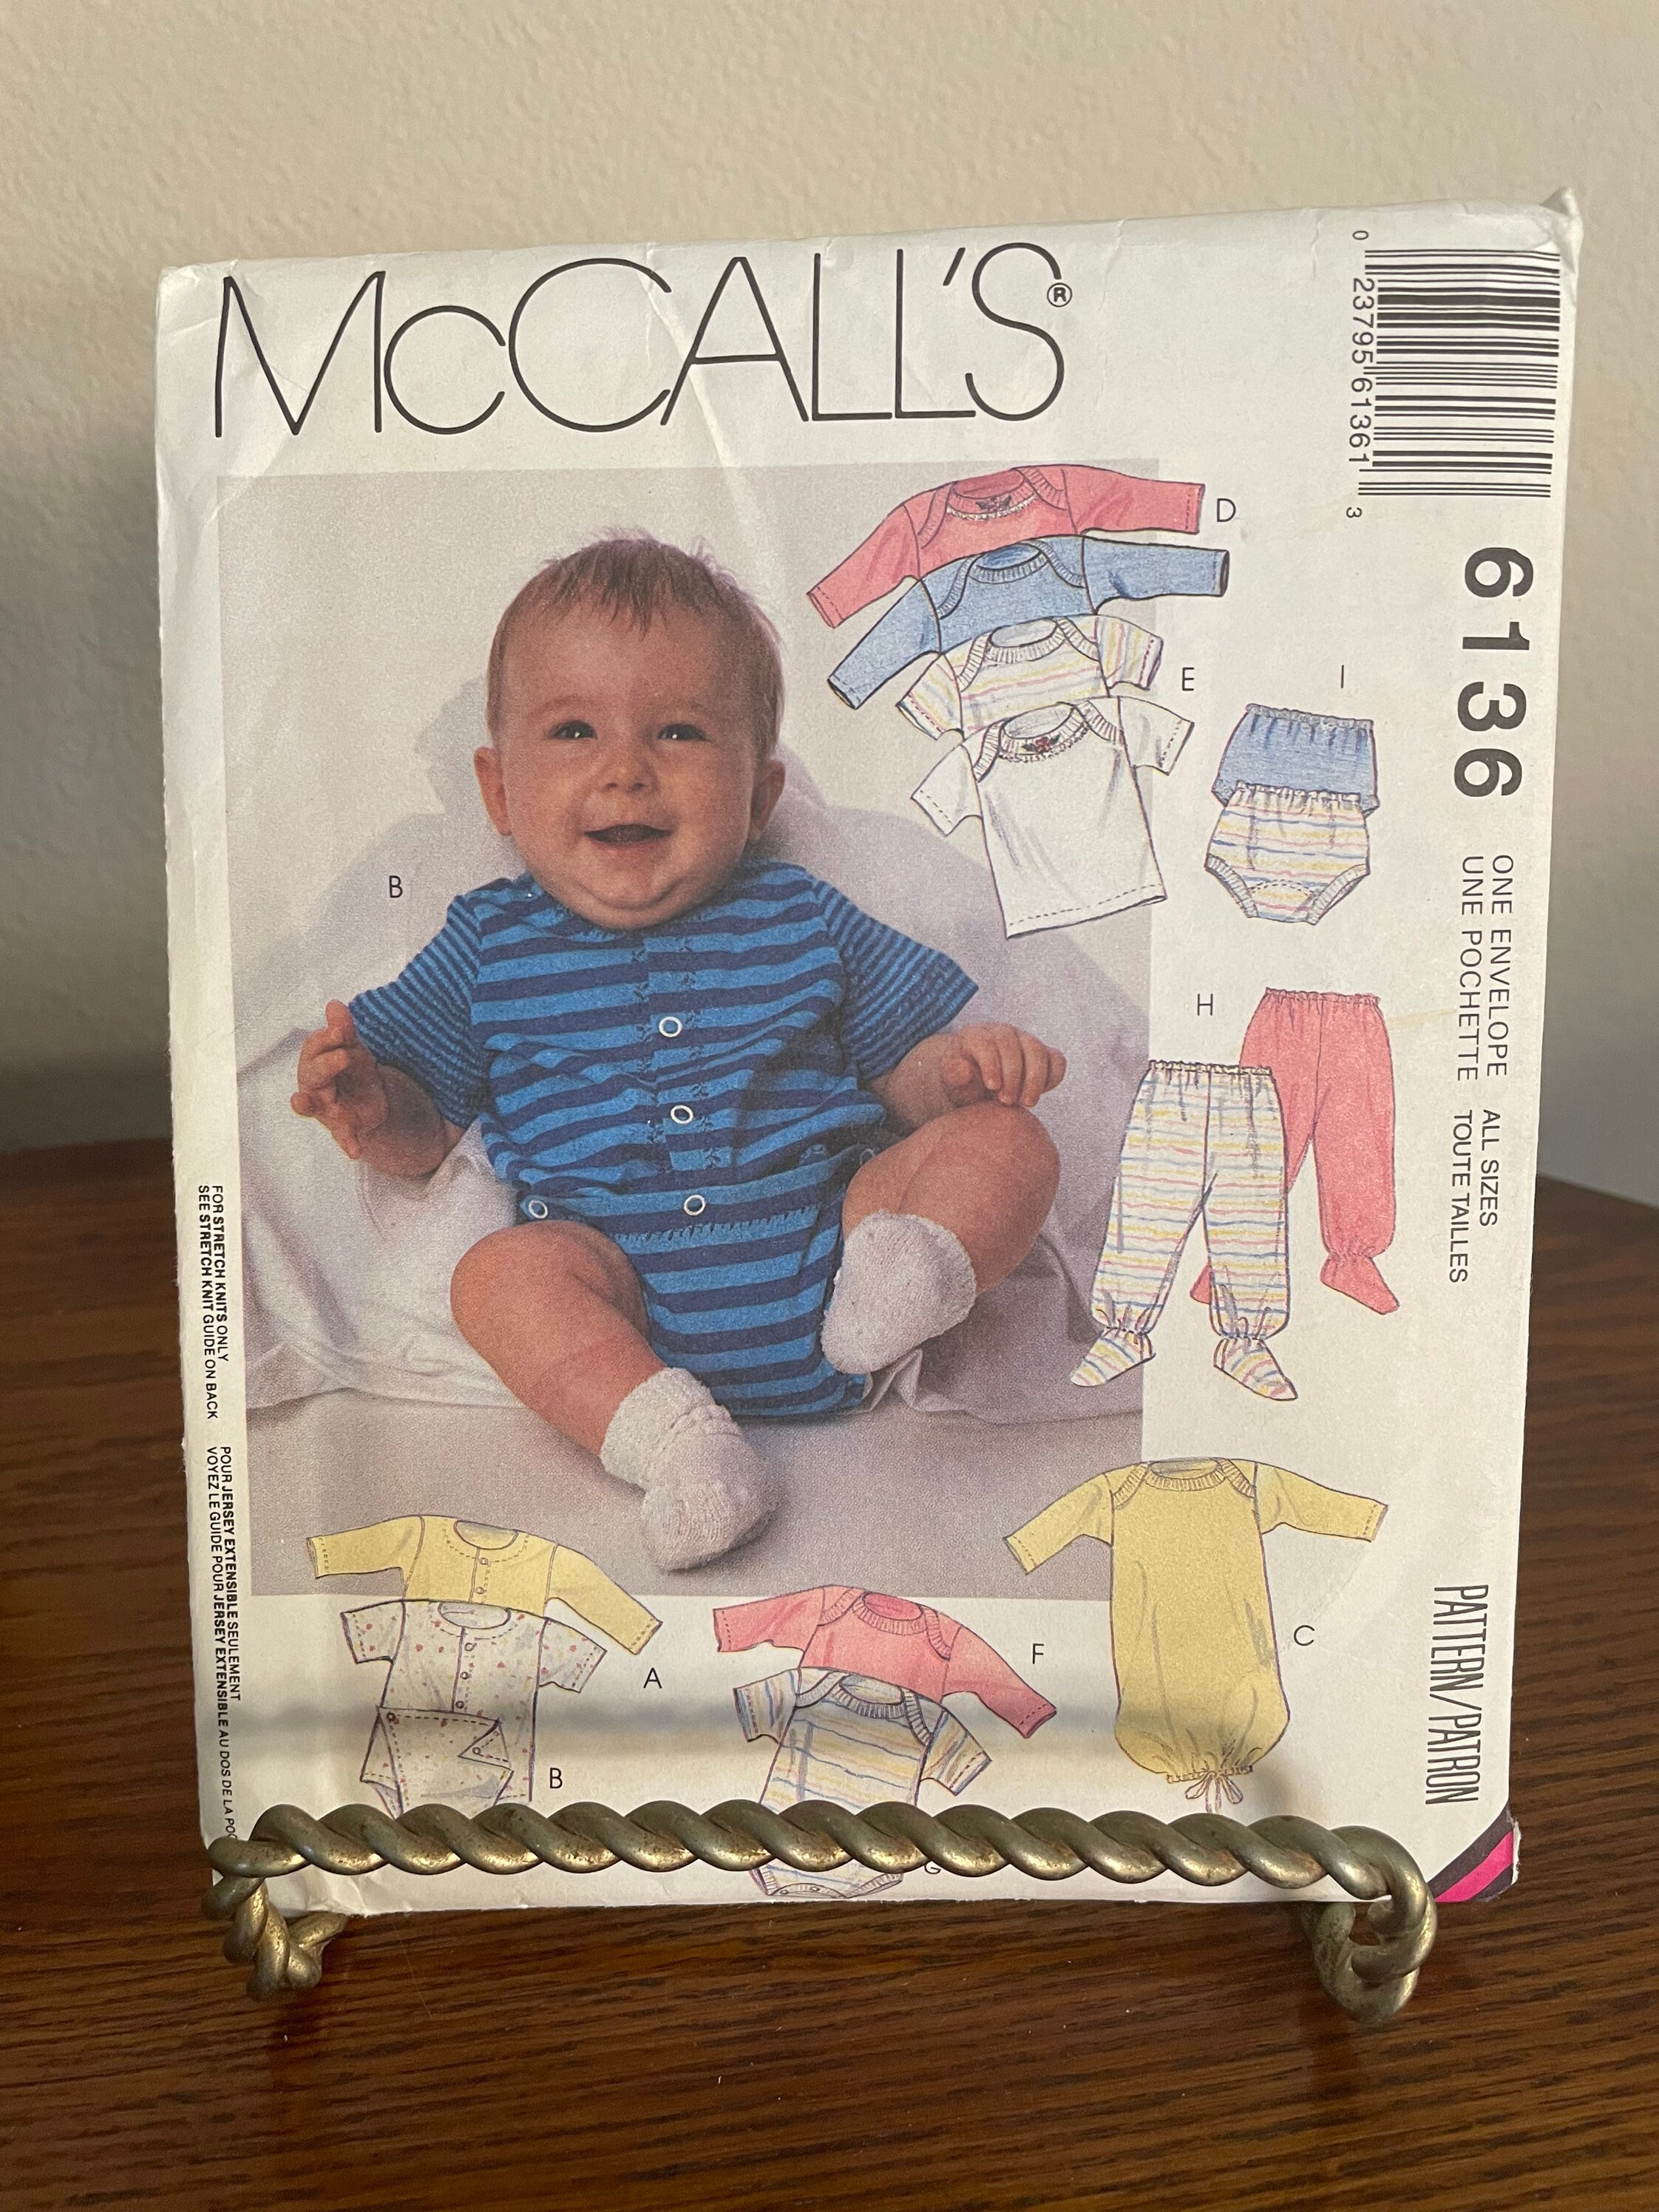 McCALL'S®
0 23795 61361 3
6136
ONE ENVELOPE ALL SIZES
UNE POCHETTE TOUTE TAILLES
D
E
I
B
H
C
A
F
B
G
FOR STRETCH KNITS ONLY
SEE STRETCH KNIT GUIDE ON BACK
POUR JERSEY EXTENSIBLE SEULEMENT
VOYEZ LE GUIDE POUR JERSEY EXTENSIBLE AU DOS DE LA
PATTERN/PATRON